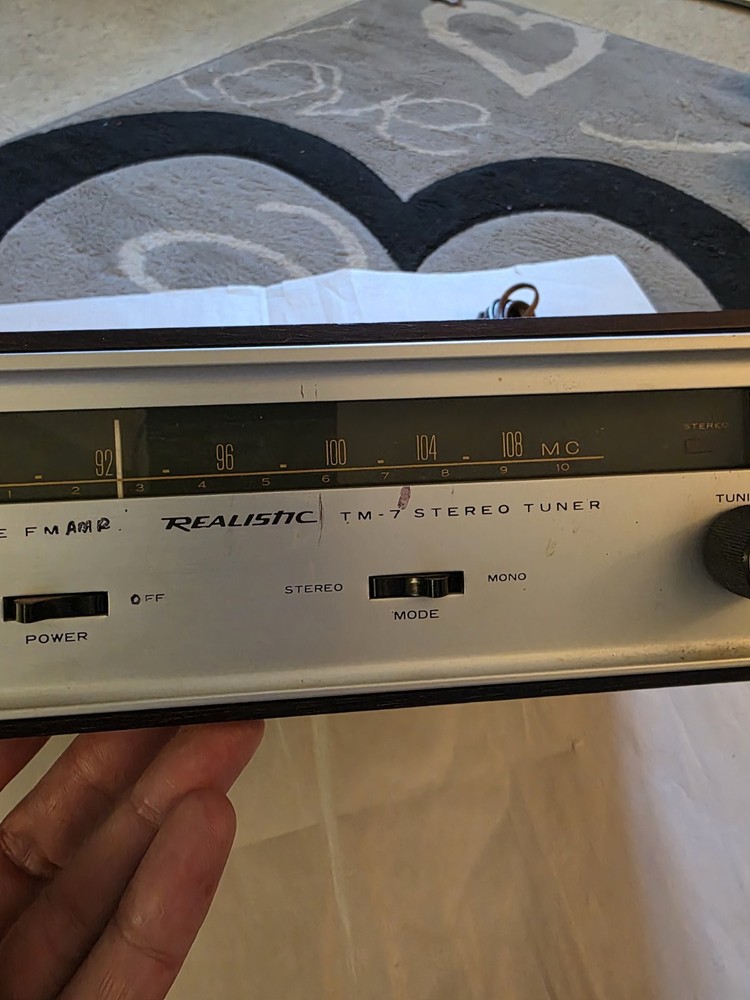 92 96 100 104 108 MC
STEREO
1 2 3 4 5 6 7 8 9 10
E FM AMP. REALISTIC TM-7 STEREO TUNER
TUNI
OFF
POWER
STEREO MONO
MODE